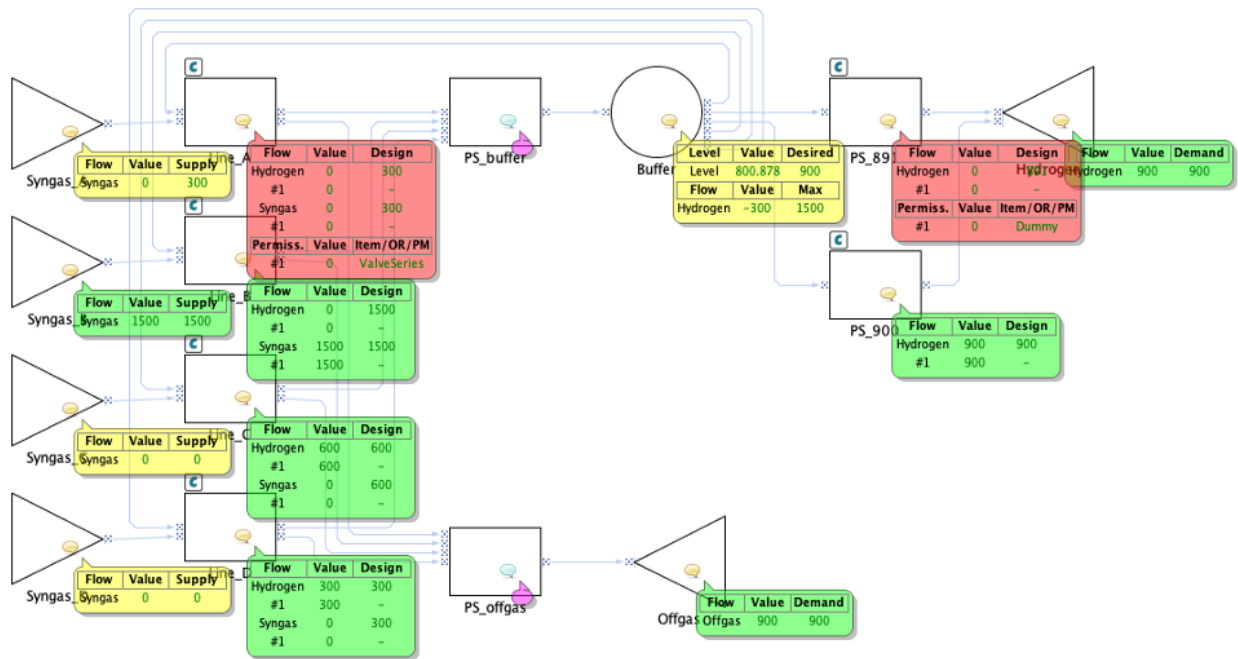 C
C
Line_A
PS_buffer
Buffer
PS_891
Hydrogen
Flow Value Supply
Syngas 0 300
Syngas_A
Flow Value Design
Hydrogen 0 300
#1 0 –
Syngas 0 300
#1 0 –
Permiss. Value Item/OR/PM
#1 0 ValveSeries
Level Value Desired
Level 800.878 900
Flow Value Max
Hydrogen –300 1500
Flow Value Design
Hydrogen 0 891
#1 0 –
Permiss. Value Item/OR/PM
#1 0 Dummy
Flow Value Demand
Hydrogen 900 900
C
C
Line_B
Syngas_B
Flow Value Supply
Syngas 1500 1500
Flow Value Design
Hydrogen 0 1500
#1 0 –
Syngas 1500 1500
#1 1500 –
PS_900
Flow Value Design
Hydrogen 900 900
#1 900 –
C
Line_C
Syngas_C
Flow Value Supply
Syngas 0 0
Flow Value Design
Hydrogen 600 600
#1 600 –
Syngas 0 600
#1 0 –
C
Line_D
Syngas_D
Flow Value Supply
Syngas 0 0
Flow Value Design
Hydrogen 300 300
#1 300 –
Syngas 0 300
#1 0 –
PS_offgas
Offgas
Flow Value Demand
Offgas 900 900